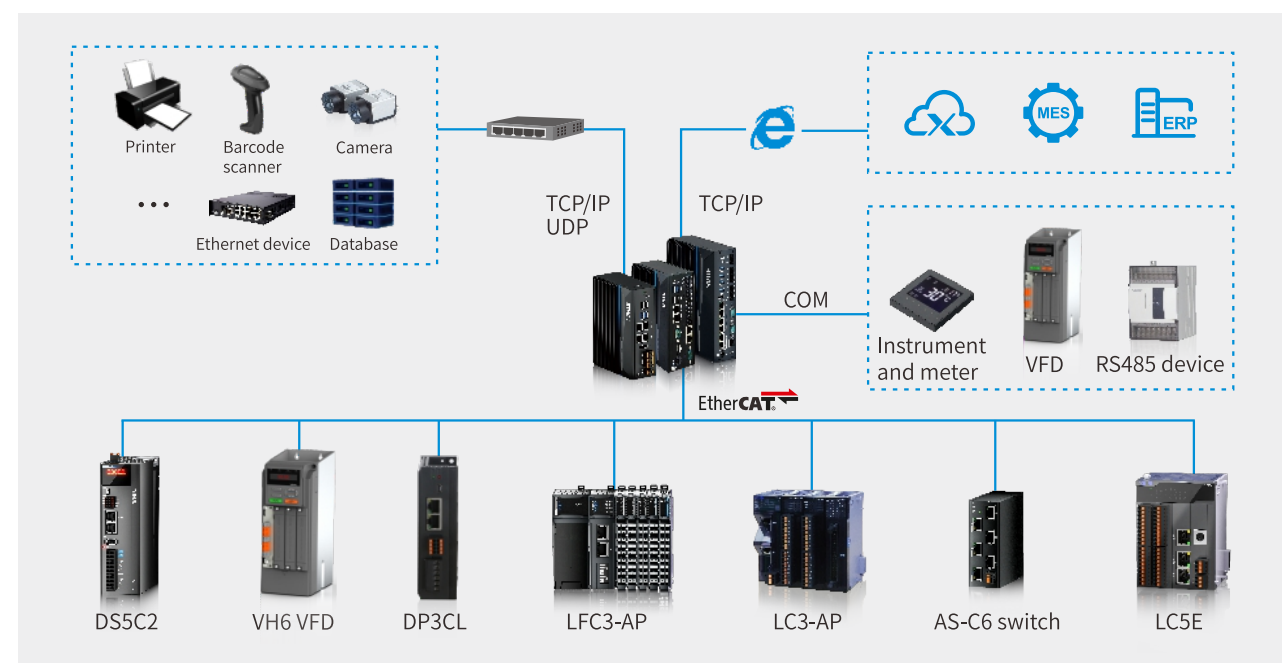 Printer
Barcode
scanner
Camera
...
Ethernet device
Database
TCP/IP
UDP
TCP/IP
MES
ERP
COM
Instrument
and meter
VFD
RS485 device
EtherCAT
DS5C2
VH6 VFD
DP3CL
LFC3-AP
LC3-AP
AS-C6 switch
LC5E